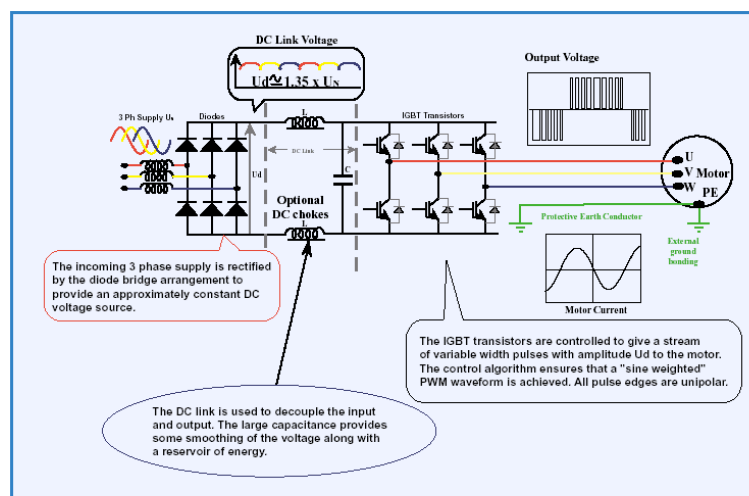 DC Link Voltage
Ud≃1.35 x UN
Output Voltage
3 Ph Supply UN
Diodes
L
IGBT Transistors
DC Link
Ud
C
U
V Motor
W
PE
Optional
DC chokes
L
Protective Earth Conductor
External
ground
bonding
Motor Current
The incoming 3 phase supply is rectified
by the diode bridge arrangement to
provide an approximately constant DC
voltage source.
The IGBT transistors are controlled to give a stream
of variable width pulses with amplitude Ud to the motor.
The control algorithm ensures that a "sine weighted"
PWM waveform is achieved. All pulse edges are unipolar.
The DC link is used to decouple the input
and output. The large capacitance provides
some smoothing of the voltage along with
a reservoir of energy.